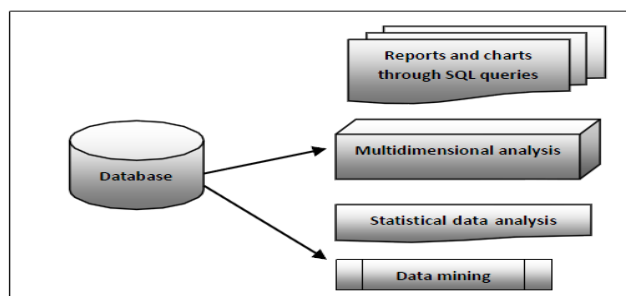 Reports and charts
through SQL queries
Database
Multidimensional analysis
Statistical data analysis
Data mining